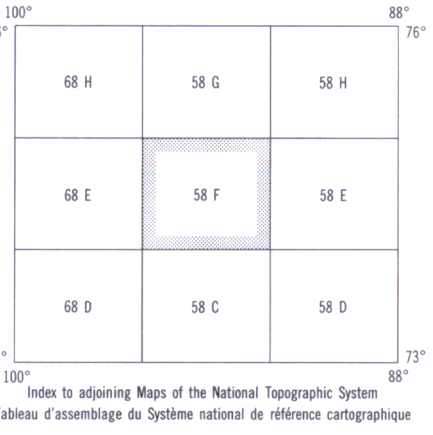 100° 88°
6° 76°
68 H 58 G 58 H
68 E 58 F 58 E
68 D 58 C 58 D
° 73°
100° 88°
Index to adjoining Maps of the National Topographic System
ableau d'assemblage du Système national de référence cartographique